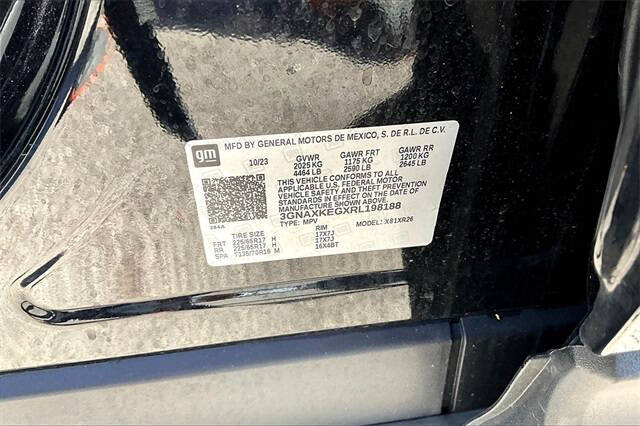 gm
MFD BY GENERAL MOTORS DE MEXICO, S. DE R.L. DE C.V.
10/23 GVWR GAWR FRT GAWR RR
2025 KG 1175 KG 1200 KG
4464 LB 2590 LB 2645 LB
THIS VEHICLE CONFORMS TO ALL APPLICABLE
U.S. FEDERAL MOTOR
VEHICLE SAFETY AND THEFT PREVENTION
STANDARDS IN EFFECT ON THE DATE OF
MANUFACTURE SHOWN ABOVE.
3GNAXKEGXRL198188
TYPE: MPV MODEL: X81XR26
TIRE SIZE RIM
FRT 225/65R17 H 17X7J
RR 225/65R17 H 17X7J
SPA T135/70R16 M 16X4BT